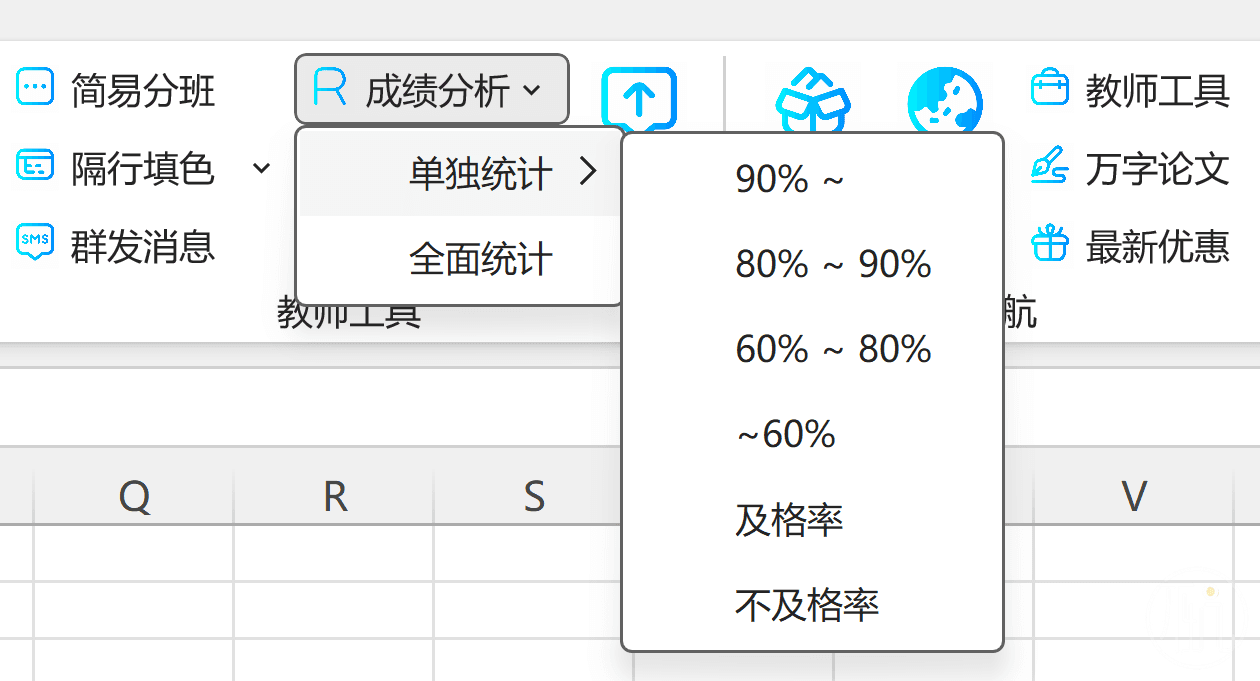 简易分班
隔行填色
群发消息
成绩分析
单独统计
全面统计
教师工具
90% ~
80% ~ 90%
60% ~ 80%
~60%
及格率
不及格率
教师工具
万字论文
最新优惠
航
SMS
Q R S V